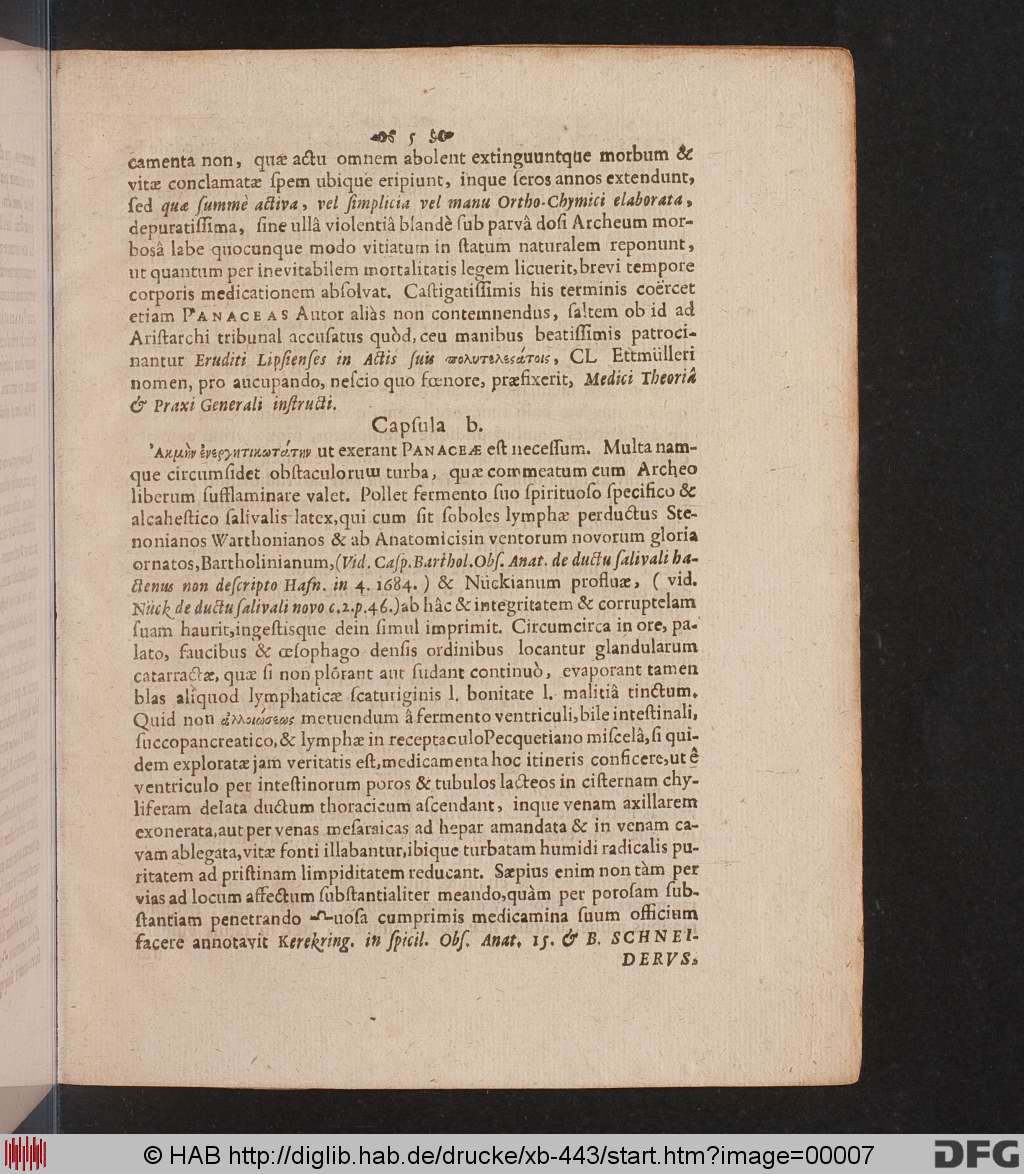 5
camenta non, quæ actu omnem abolent extinguuntque morbum &
vitæ conclamatæ ſpem ubique eripiunt, inque ſeros annos extendunt,
ſed quæ ſummè activa, vel ſimplicia vel manu Ortho-Chymici elaborata,
depuratiſſima, ſine ullâ violentiâ blandè ſub parvâ doſi Archeum mor-
bosâ labe quocunque modo vitiatum in ſtatum naturalem reponunt,
ut quantum per inevitabilem mortalitatis legem licuerit, brevi tempore
corporis medicationem abſolvat. Caſtigatiſſimis his terminis coërcet
etiam PANACEAS Autor aliàs non contemnendus, ſaltem ob id ad
Ariſtarchi tribunal accuſatus quòd, ceu manibus beatiſſimis patroci-
nantur Eruditi Lipſienſes in Actis ſuis πολυτελεϛάτοις, CL Ettmülleri
nomen, pro aucupando, neſcio quo fœnore, præfixerit, Medici Theoriâ
& Praxi Generali inſtructi.
Capſula b.
Ἀκμὴν ἐνεργητικωτάτην ut exerant PANACEÆ eſt neceſſum. Multa nam-
que circumſidet obſtaculorum turba, quæ commeatum cum Archeo
liberum ſufflaminare valet. Pollet fermento ſuo ſpirituoſo ſpecifico &
alcaheſtico ſalivalis latex, qui cum ſit ſoboles lymphæ perductus Ste-
nonianos Warthonianos & ab Anatomicisin ventorum novorum gloria
ornatos, Bartholinianum, (Vid. Caſp. Barthol. Obſ. Anat. de ductu ſalivali ha-
ctenus non deſcripto Hafn. in 4. 1684.) & Nückianum profluæ, (vid.
Nück de ductu ſalivali novo c. 2. p. 46.) ab hâc & integritatem & corruptelam
ſuam haurit, ingeſtisque dein ſimul imprimit. Circumcirca in ore, pa-
lato, faucibus & œſophago denſis ordinibus locantur glandularum
catarractæ, quæ ſi non plôrant aut ſudant continuò, evaporant tamen
blas aliquod lymphaticæ ſcaturiginis l. bonitate l. malitiâ tinctum.
Quid non ἀλλοιώσεως metuendum â fermento ventriculi, bile inteſtinali,
ſuccopancreatico, & lymphæ in receptaculo Pecquetiano miſcelâ, ſi qui-
dem exploratæ jam veritatis eſt, medicamenta hoc itineris conficere, ut ê
ventriculo per inteſtinorum poros & tubulos lacteos in ciſternam chy-
liferam delata ductum thoracicum aſcendant, inque venam axillarem
exonerata, aut per venas meſaraicas ad hepar amandata & in venam ca-
vam ablegata, vitæ fonti illabantur, ibique turbatam humidi radicalis pu-
ritatem ad priſtinam limpiditatem reducant. Sæpius enim non tàm per
vias ad locum affectum ſubſtantialiter meando, quàm per poroſam ſub-
ſtantiam penetrando -uoſa cumprimis medicamina ſuum officium
facere annotavit Kerekring. in ſpicil. Obſ. Anat. 15. & B. SCHNEI-
DERVS,
© HAB http://diglib.hab.de/drucke/xb-443/start.htm?image=00007
DFG